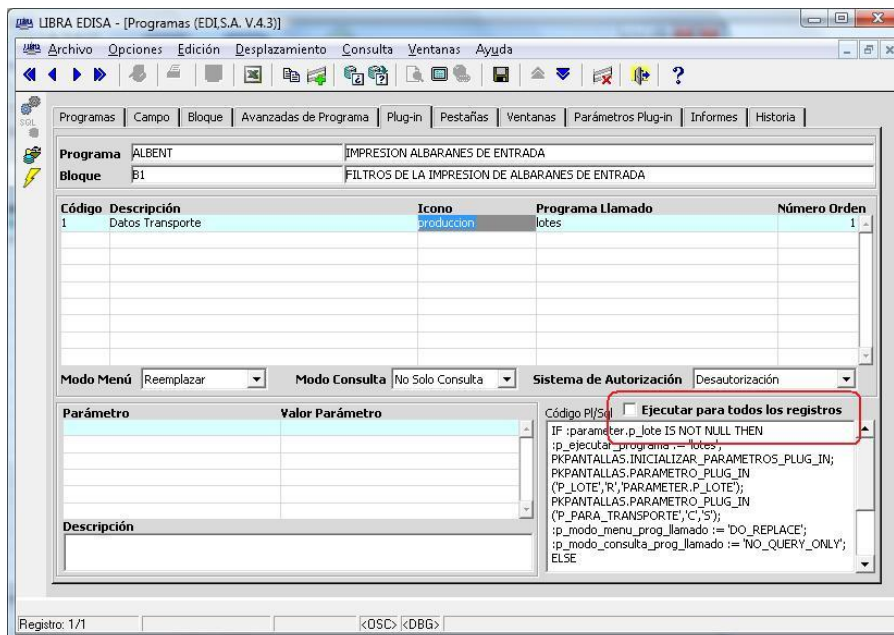 LIBRA EDISA - [Programas (EDI,S.A. V.4.3)]
Archivo Opciones Edición Desplazamiento Consulta Ventanas Ayuda
SQL
Programas Campo Bloque Avanzadas de Programa Plug-in Pestañas Ventanas Parámetros Plug-in Informes Historia
Programa ALBENT IMPRESION ALBARANES DE ENTRADA
Bloque B1 FILTROS DE LA IMPRESION DE ALBARANES DE ENTRADA
Código Descripción Icono Programa Llamado Número Orden
1 Datos Transporte produccion lotes 1
Modo Menú Reemplazar Modo Consulta No Solo Consulta Sistema de Autorización Desautorización
Parámetro Valor Parámetro
Descripción
Código Pl/Sql Ejecutar para todos los registros
IF :parameter.p_lote IS NOT NULL THEN
:p_ejecutar_programa := 'lotes';
PKPANTALLAS.INICIALIZAR_PARAMETROS_PLUG_IN;
PKPANTALLAS.PARAMETRO_PLUG_IN
('P_LOTE','R','PARAMETER.P_LOTE');
PKPANTALLAS.PARAMETRO_PLUG_IN
('P_PARA_TRANSPORTE','C','S');
:p_modo_menu_prog_llamado := 'DO_REPLACE';
:p_modo_consulta_prog_llamado := 'NO_QUERY_ONLY';
ELSE
Registro: 1/1 <OSC> <DBG>